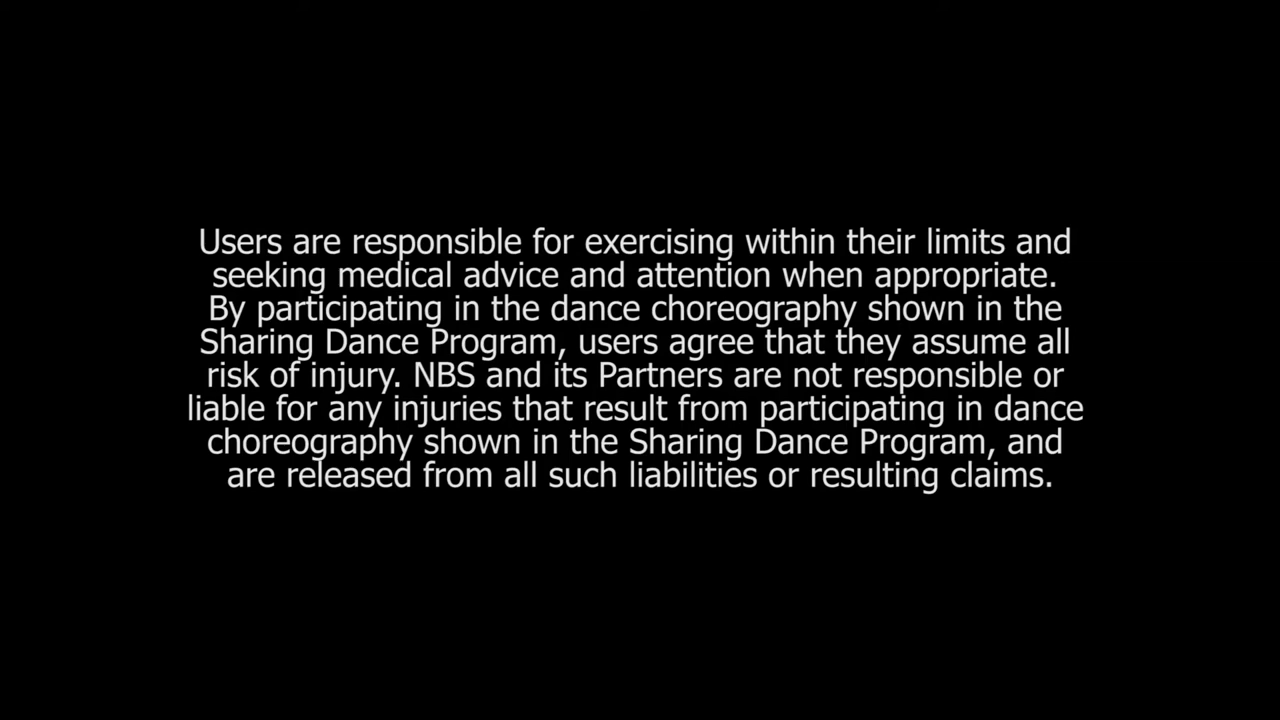 Users are responsible for exercising within their limits and
seeking medical advice and attention when appropriate.
By participating in the dance choreography shown in the
Sharing Dance Program, users agree that they assume all
risk of injury. NBS and its Partners are not responsible or
liable for any injuries that result from participating in dance
choreography shown in the Sharing Dance Program, and
are released from all such liabilities or resulting claims.